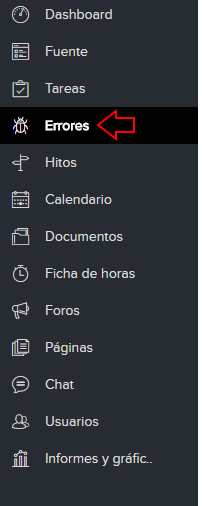 Dashboard
Fuente
Tareas
Errores
Hitos
Calendario
Documentos
Ficha de horas
Foros
Páginas
Chat
Usuarios
Informes y gráfic..